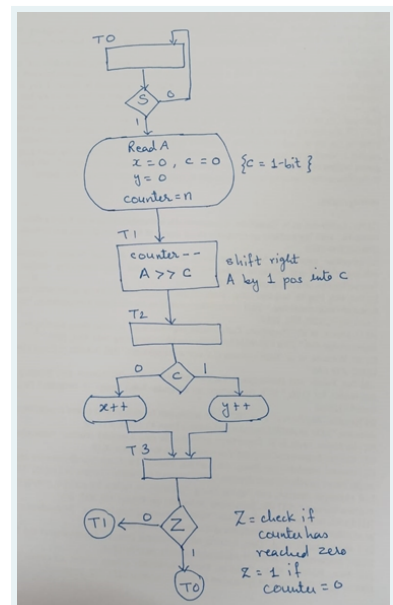 T0
S
0
1
Read A
x = 0, c = 0
y = 0
counter = n
{c = 1-bit}
T1
counter--
A >> C
shift right
A by 1 pos into c
T2
0
C
1
x++
y++
T3
T1
0
Z
1
T0
Z = check if
counter has
reached zero
Z = 1 if
counter = 0